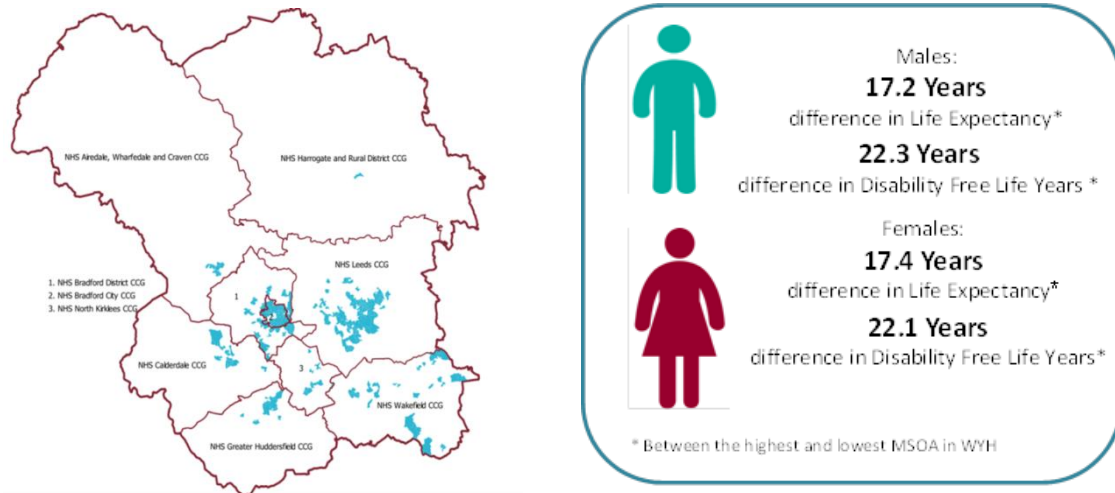 NHS Airedale, Wharfedale and Craven CCG
NHS Harrogate and Rural District CCG
NHS Leeds CCG
1. NHS Bradford District CCG
2. NHS Bradford City CCG
3. NHS North Kirklees CCG
1
2
NHS Calderdale CCG
3
NHS Wakefield CCG
NHS Greater Huddersfield CCG
Males:
17.2 Years
difference in Life Expectancy*
22.3 Years
difference in Disability Free Life Years *
Females:
17.4 Years
difference in Life Expectancy*
22.1 Years
difference in Disability Free Life Years*
* Between the highest and lowest MSOA in WYH